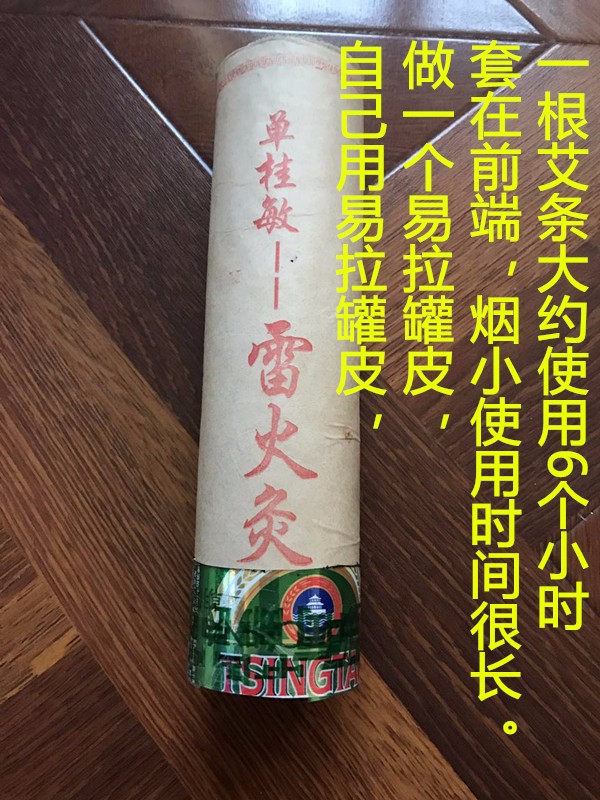 自己用易拉罐皮，
做一个易拉罐皮，
套在前端，烟小使用时间很长。
一根艾条大约使用6个小时
单桂敏——雷火灸
TSINGTA